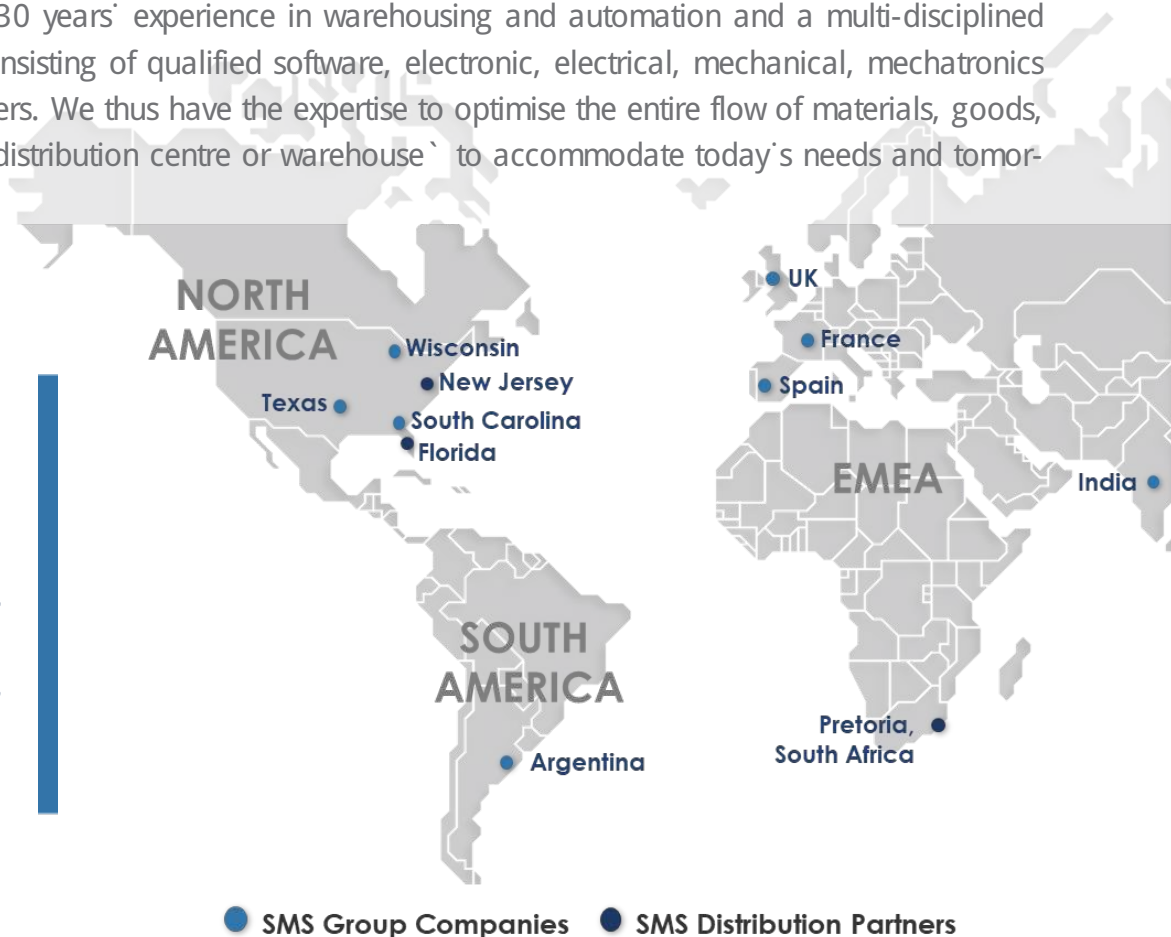 30 years˙ experience in warehousing and automation and a multi-disciplined
nsisting of qualified software, electronic, electrical, mechanical, mechatronics
ers. We thus have the expertise to optimise the entire flow of materials, goods,
distribution centre or warehouse` to accommodate today˙s needs and tomor-
NORTH
AMERICA
UK
France
Spain
Wisconsin
New Jersey
Texas
South Carolina
Florida
EMEA
India
SOUTH
AMERICA
Pretoria,
South Africa
Argentina
SMS Group Companies
SMS Distribution Partners